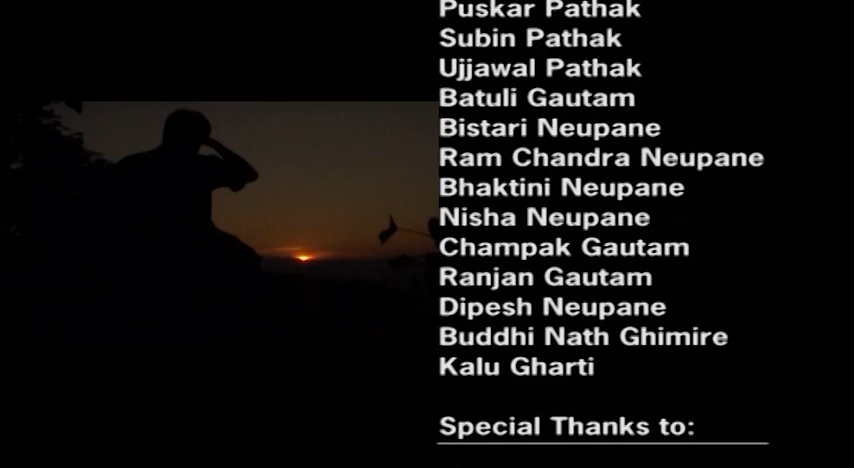 Puskar Pathak
Subin Pathak
Ujjawal Pathak
Batuli Gautam
Bistari Neupane
Ram Chandra Neupane
Bhaktini Neupane
Nisha Neupane
Champak Gautam
Ranjan Gautam
Dipesh Neupane
Buddhi Nath Ghimire
Kalu Gharti
Special Thanks to: